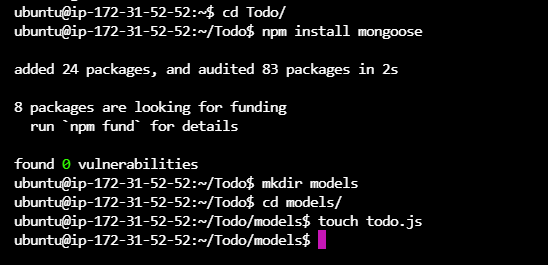 ubuntu@ip-172-31-52-52:~$ cd Todo/
ubuntu@ip-172-31-52-52:~/Todo$ npm install mongoose
added 24 packages, and audited 83 packages in 2s
8 packages are looking for funding
  run `npm fund` for details
found 0 vulnerabilities
ubuntu@ip-172-31-52-52:~/Todo$ mkdir models
ubuntu@ip-172-31-52-52:~/Todo$ cd models/
ubuntu@ip-172-31-52-52:~/Todo/models$ touch todo.js
ubuntu@ip-172-31-52-52:~/Todo/models$